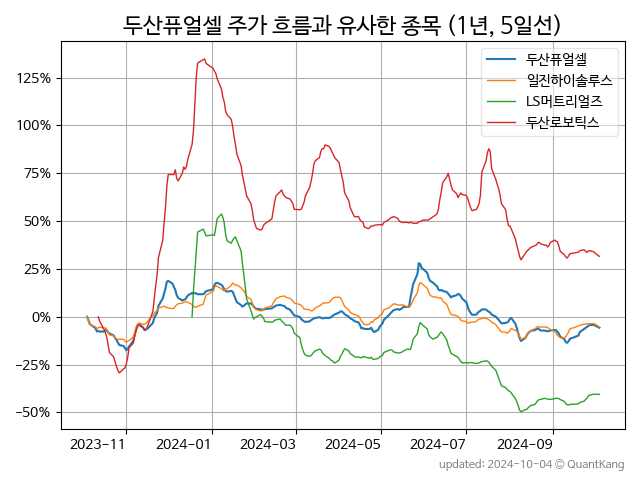 두산퓨얼셀 주가 흐름과 유사한 종목 (1년, 5일선)
두산퓨얼셀
일진하이솔루스
LS머트리얼즈
두산로보틱스
125%
100%
75%
50%
25%
0%
−25%
−50%
2023−11
2024−01
2024−03
2024−05
2024−07
2024−09
updated: 2024-10-04 © QuantKang